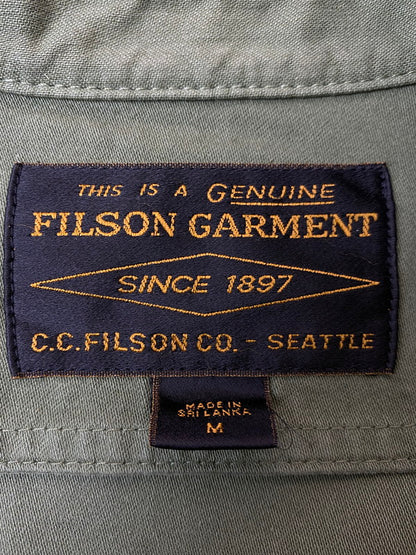 THIS IS A GENUINE
FILSON GARMENT
SINCE 1897
C.C. FILSON CO. - SEATTLE
MADE IN
SRI LANKA
M